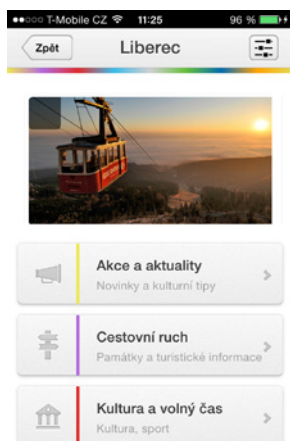 T-Mobile CZ 11:25 96 %
Zpět Liberec
Akce a aktuality
Novinky a kulturní tipy
Cestovní ruch
Památky a turistické informace
Kultura a volný čas
Kultura, sport